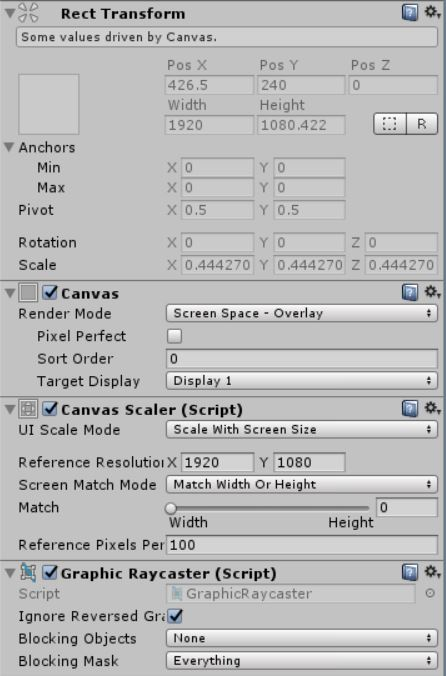 Rect Transform
Some values driven by Canvas.
Pos X Pos Y Pos Z
426.5 240 0
Width Height
1920 1080.422
R
Anchors
Min X 0 Y 0
Max X 0 Y 0
Pivot X 0.5 Y 0.5
Rotation X 0 Y 0 Z 0
Scale X 0.444270 Y 0.444270 Z 0.444270
Canvas
Render Mode Screen Space - Overlay
Pixel Perfect
Sort Order 0
Target Display Display 1
Canvas Scaler (Script)
UI Scale Mode Scale With Screen Size
Reference Resolution X 1920 Y 1080
Screen Match Mode Match Width Or Height
Match 0
Width Height
Reference Pixels Per 100
Graphic Raycaster (Script)
Script GraphicRaycaster
Ignore Reversed Gra
Blocking Objects None
Blocking Mask Everything